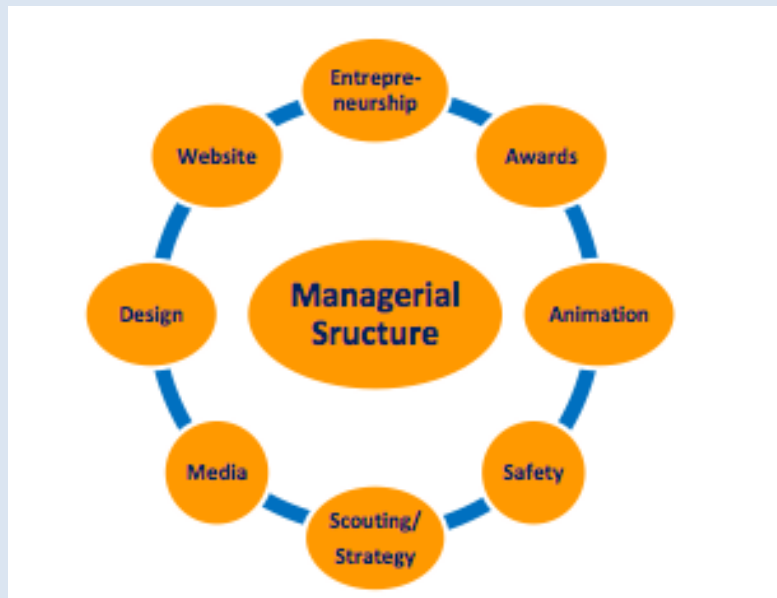 Entrepre-
neurship
Website
Awards
Managerial
Sructure
Design
Animation
Media
Safety
Scouting/
Strategy